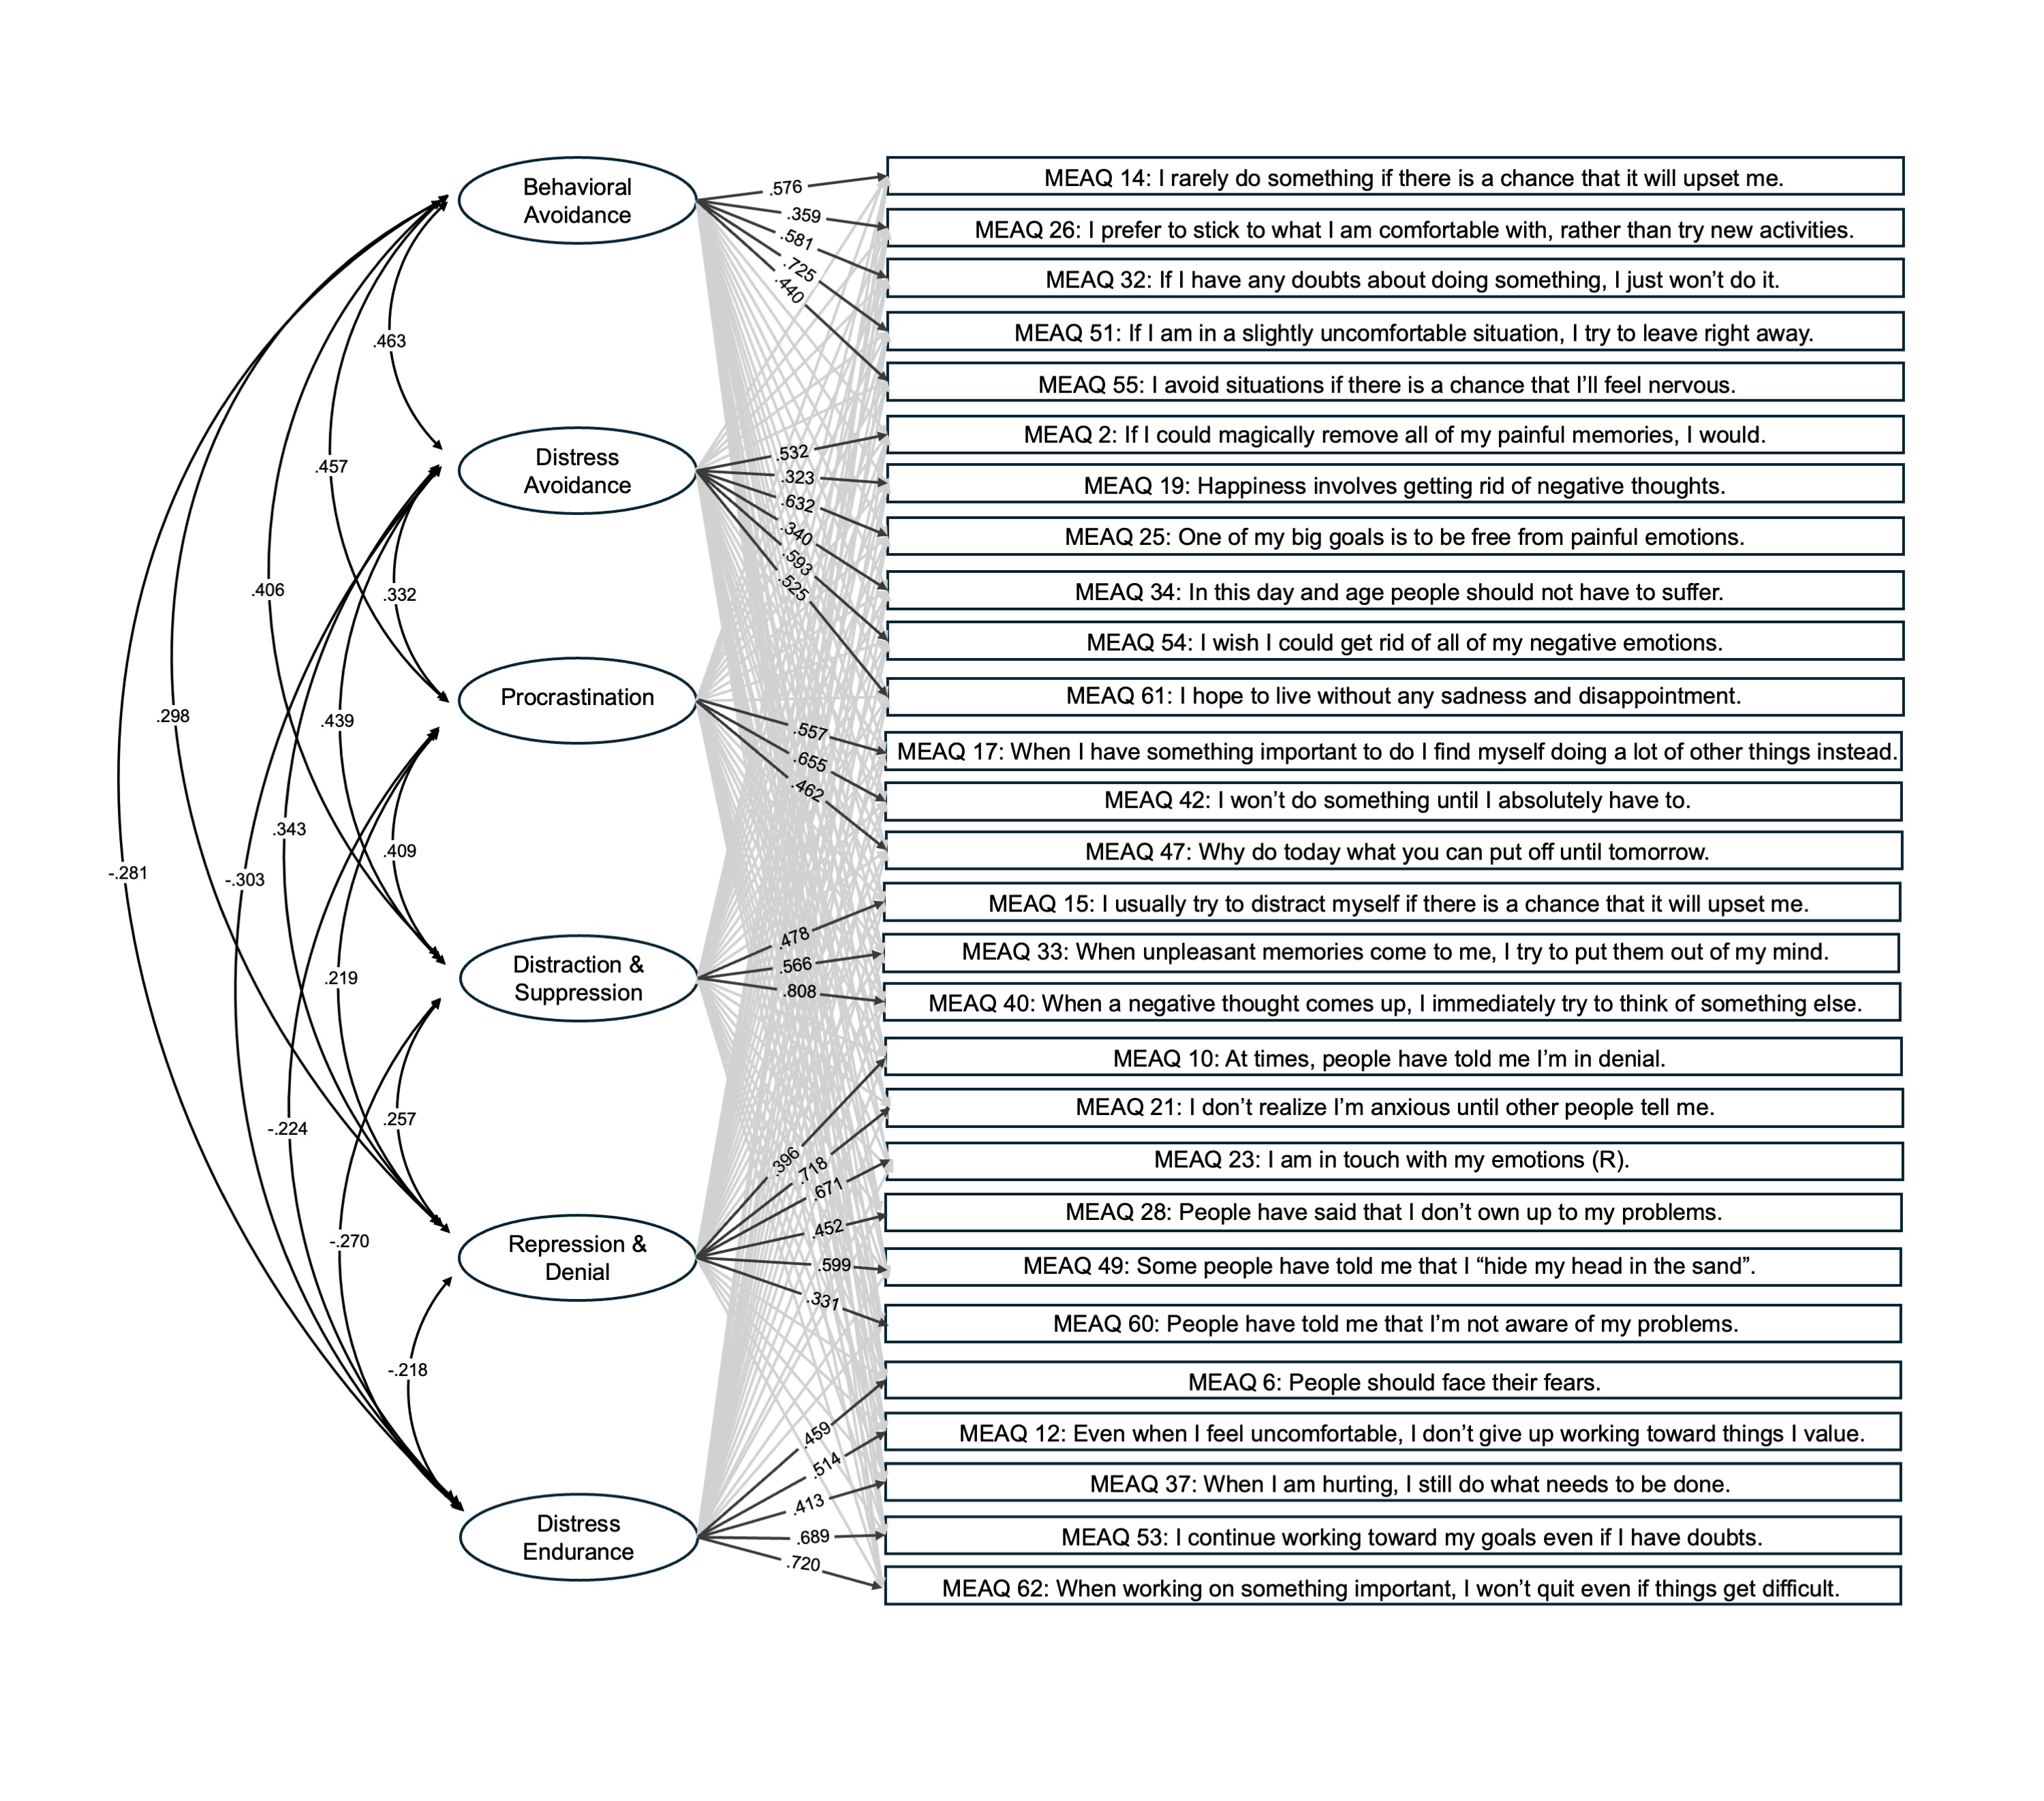 Behavioral
Avoidance
Distress
Avoidance
Procrastination
Distraction &
Suppression
Repression &
Denial
Distress
Endurance
.463
.457
.406
.332
.298
.439
.343
.409
-.281
-.303
.219
.257
-.224
-.270
-.218
.576
.359
.581
.725
.440
.532
.323
.632
.340
.593
.525
.557
.655
.462
.478
.566
.808
.396
.718
.671
.452
.599
.331
.459
.514
.413
.689
.720
MEAQ 14: I rarely do something if there is a chance that it will upset me.
MEAQ 26: I prefer to stick to what I am comfortable with, rather than try new activities.
MEAQ 32: If I have any doubts about doing something, I just won’t do it.
MEAQ 51: If I am in a slightly uncomfortable situation, I try to leave right away.
MEAQ 55: I avoid situations if there is a chance that I’ll feel nervous.
MEAQ 2: If I could magically remove all of my painful memories, I would.
MEAQ 19: Happiness involves getting rid of negative thoughts.
MEAQ 25: One of my big goals is to be free from painful emotions.
MEAQ 34: In this day and age people should not have to suffer.
MEAQ 54: I wish I could get rid of all of my negative emotions.
MEAQ 61: I hope to live without any sadness and disappointment.
MEAQ 17: When I have something important to do I find myself doing a lot of other things instead.
MEAQ 42: I won’t do something until I absolutely have to.
MEAQ 47: Why do today what you can put off until tomorrow.
MEAQ 15: I usually try to distract myself if there is a chance that it will upset me.
MEAQ 33: When unpleasant memories come to me, I try to put them out of my mind.
MEAQ 40: When a negative thought comes up, I immediately try to think of something else.
MEAQ 10: At times, people have told me I’m in denial.
MEAQ 21: I don’t realize I’m anxious until other people tell me.
MEAQ 23: I am in touch with my emotions (R).
MEAQ 28: People have said that I don’t own up to my problems.
MEAQ 49: Some people have told me that I “hide my head in the sand”.
MEAQ 60: People have told me that I’m not aware of my problems.
MEAQ 6: People should face their fears.
MEAQ 12: Even when I feel uncomfortable, I don’t give up working toward things I value.
MEAQ 37: When I am hurting, I still do what needs to be done.
MEAQ 53: I continue working toward my goals even if I have doubts.
MEAQ 62: When working on something important, I won’t quit even if things get difficult.